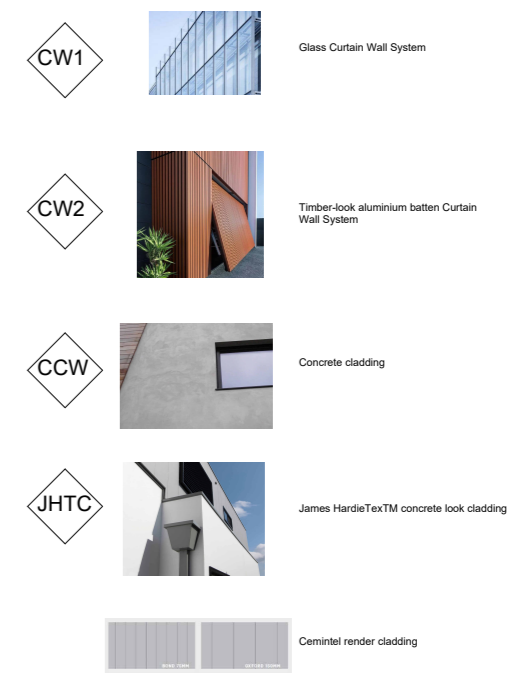 CW1
Glass Curtain Wall System
CW2
Timber-look aluminium batten Curtain
Wall System
CCW
Concrete cladding
JHTC
James HardieTexTM concrete look cladding
Cemintel render cladding